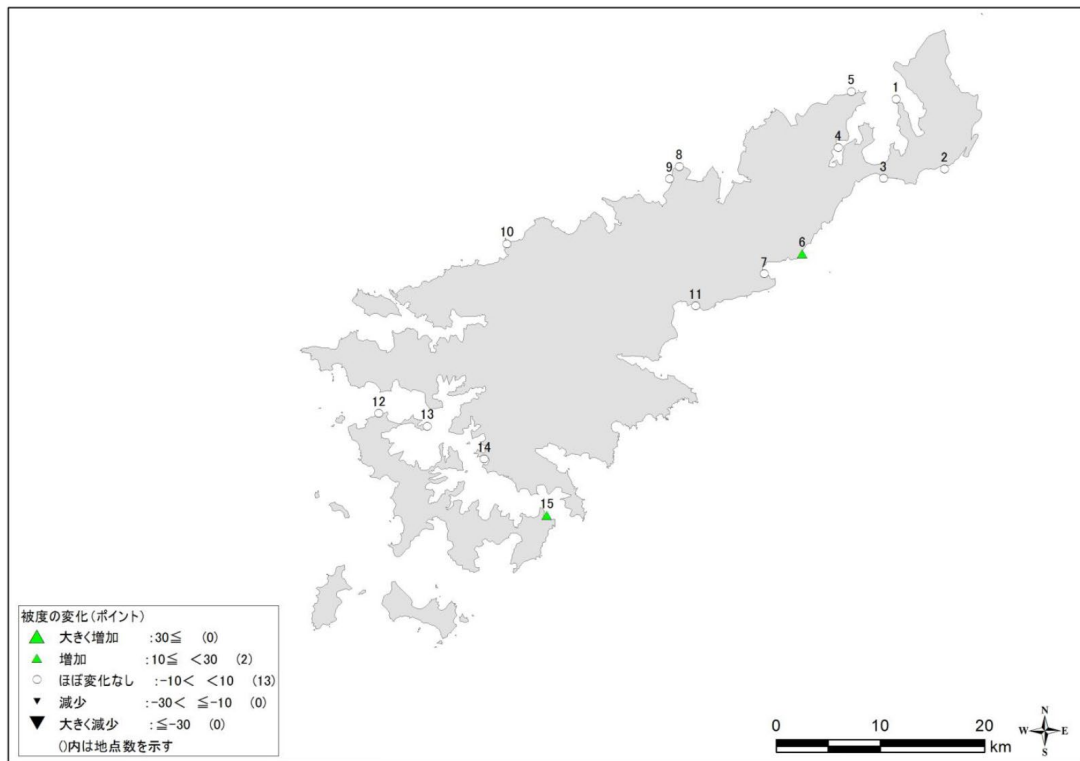 5
1
4
2
3
8
9
6
10
7
11
12
13
14
15
被度の変化(ポイント)
大きく増加 :30≦ (0)
増加 :10≦ <30 (2)
ほぼ変化なし :-10< <10 (13)
減少 :-30< ≦-10 (0)
大きく減少 :≦-30 (0)
()内は地点数を示す
0 10 20
km
N
W E
S